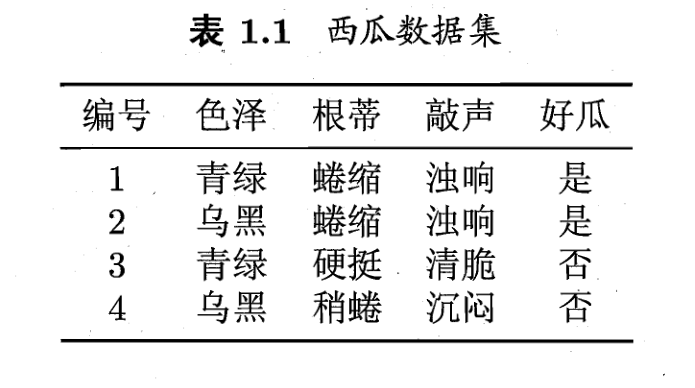 表 1.1 西瓜数据集
编号 色泽 根蒂 敲声 好瓜
1 青绿 蜷缩 浊响 是
2 乌黑 蜷缩 浊响 是
3 青绿 硬挺 清脆 否
4 乌黑 稍蜷 沉闷 否